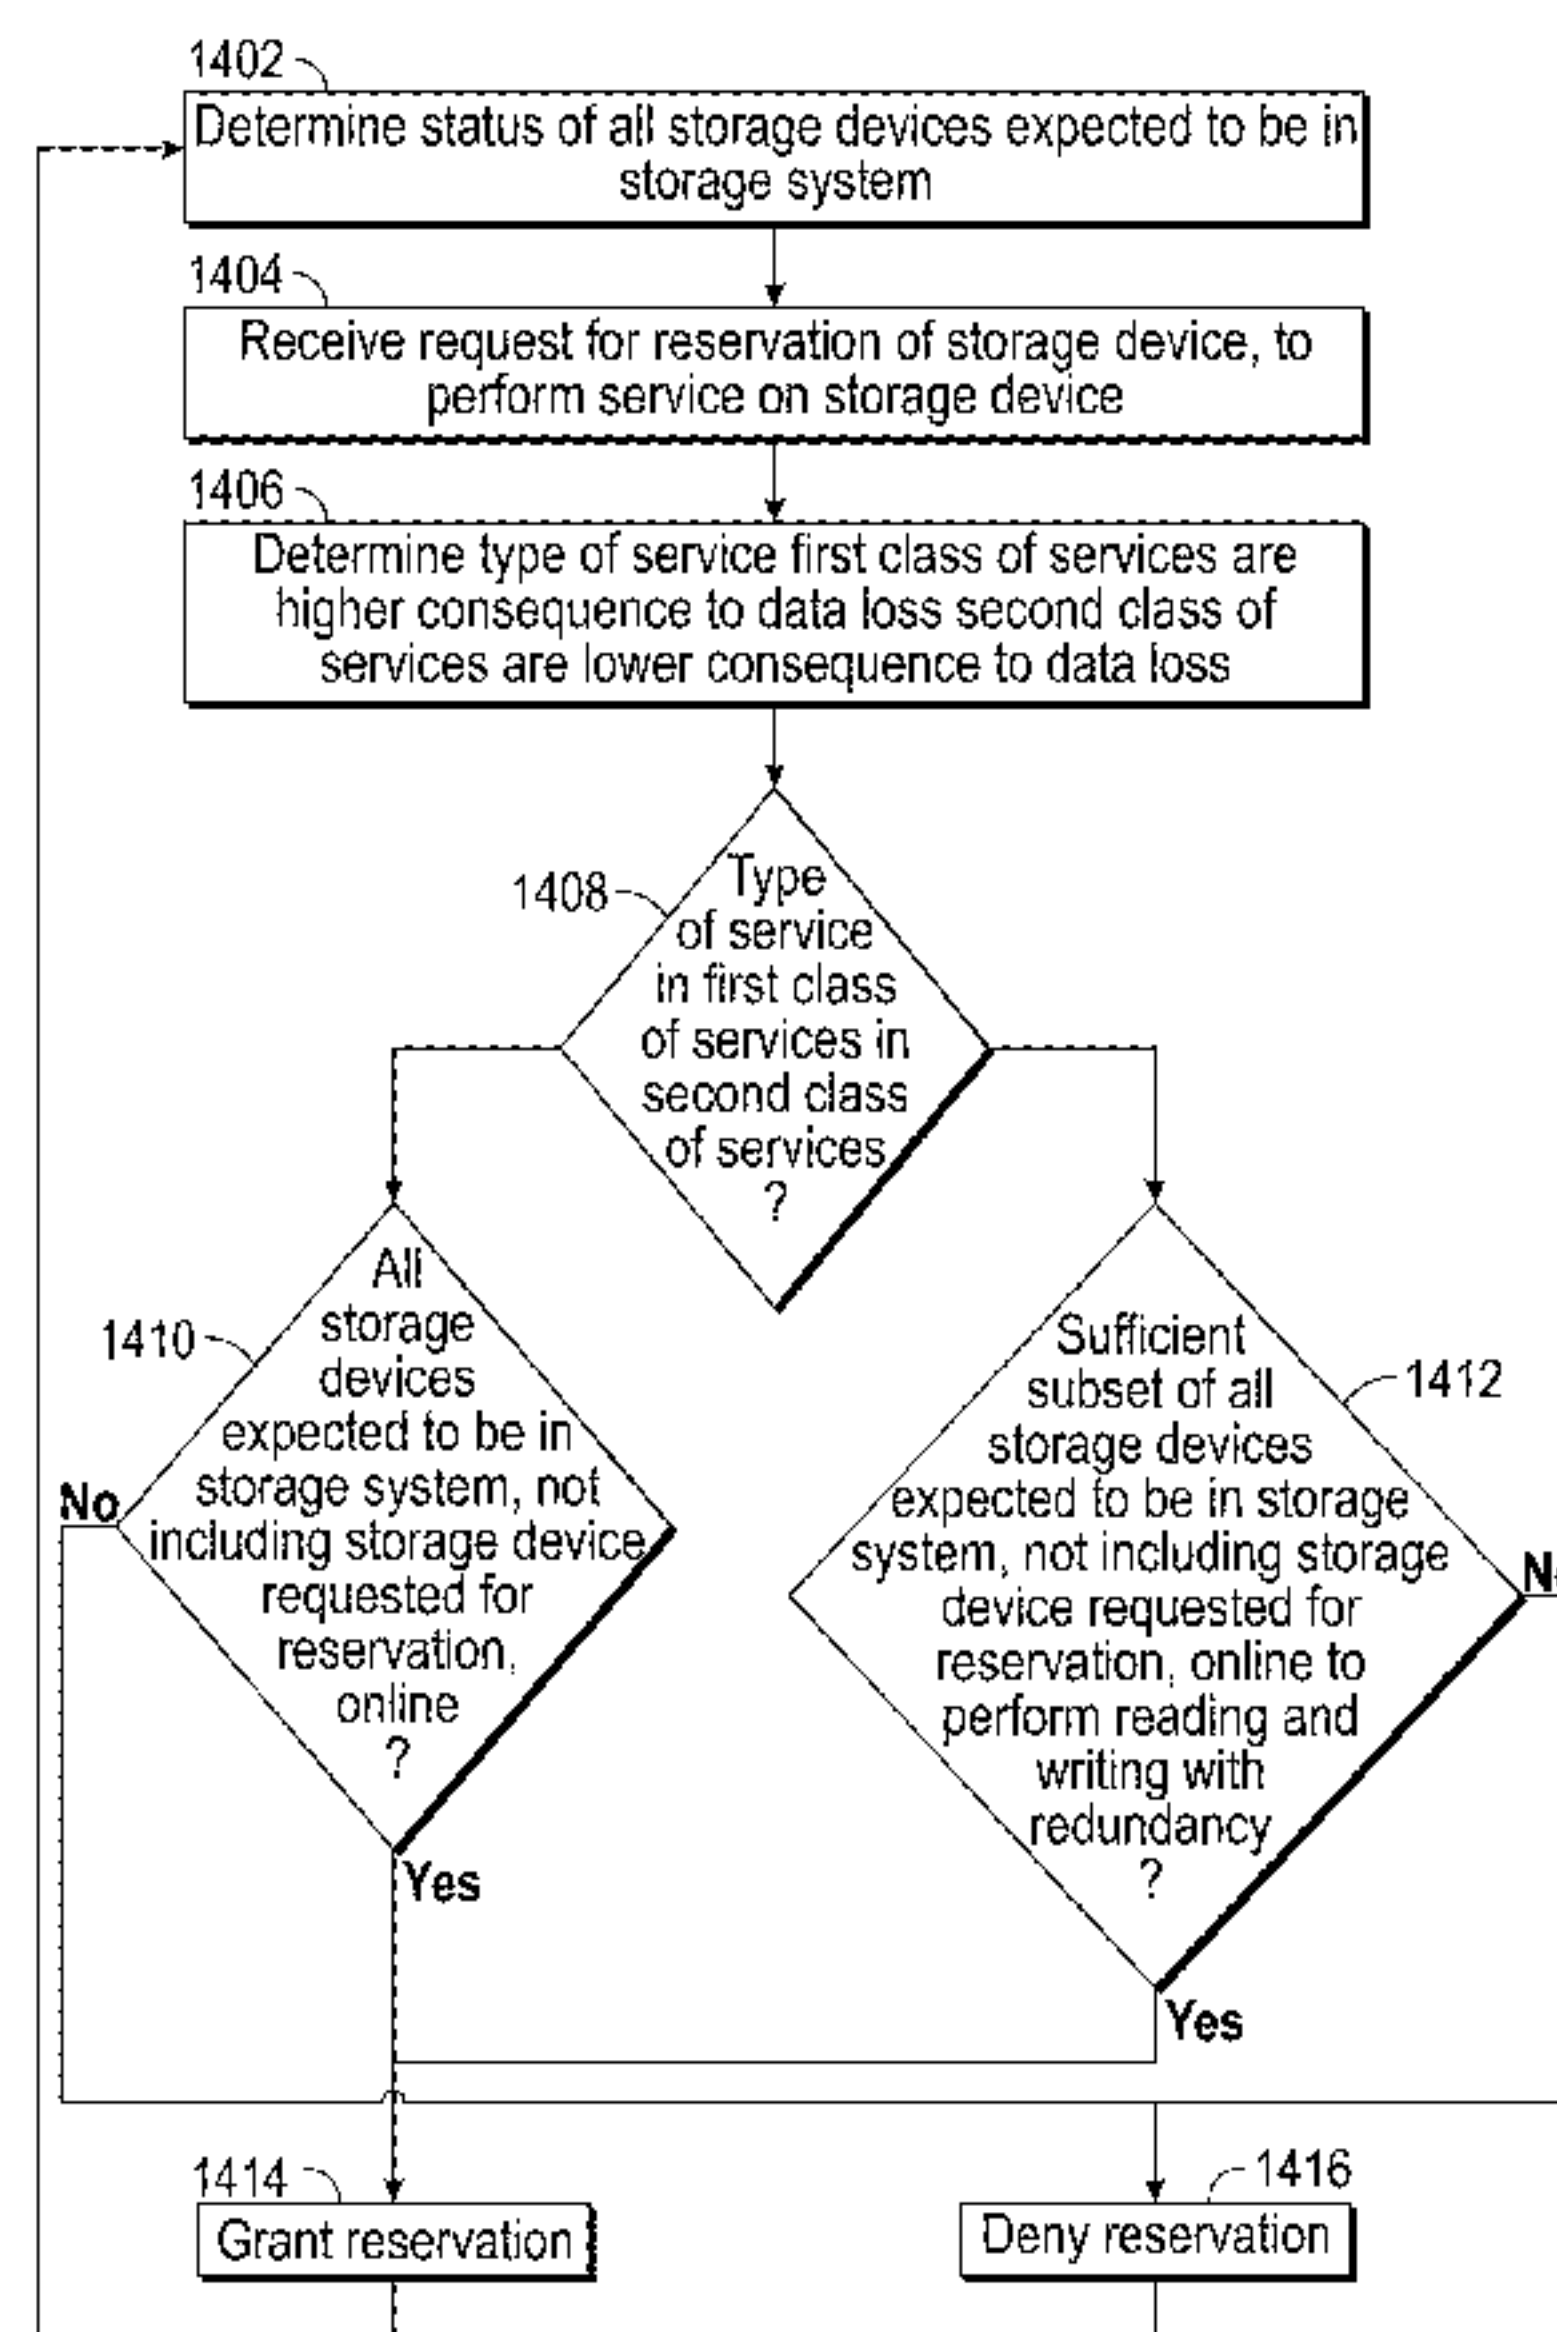 1402
Determine status of all storage devices expected to be in
storage system
1404
Receive request for reservation of storage device, to
perform service on storage device
1406
Determine type of service first class of services are
higher consequence to data loss second class of
services are lower consequence to data loss
1408
Type
of service
in first class
of services in
second class
of services
?
1410
All
storage
devices
expected to be in
storage system, not
including storage device
requested for
reservation,
online
?
No
Yes
1412
Sufficient
subset of all
storage devices
expected to be in storage
system, not including storage
device requested for
reservation, online to
perform reading and
writing with
redundancy
?
Yes
1414
Grant reservation
1416
Deny reservation